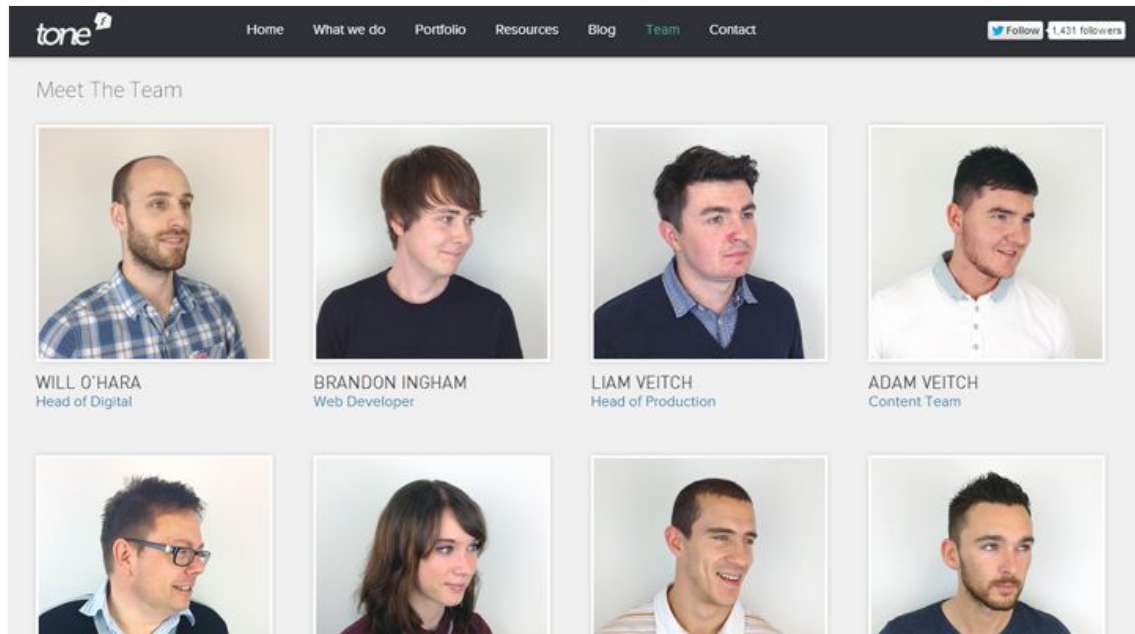 tone
Home What we do Portfolio Resources Blog Team Contact
Follow 1,431 followers
Meet The Team
WILL O'HARA
Head of Digital
BRANDON INGHAM
Web Developer
LIAM VEITCH
Head of Production
ADAM VEITCH
Content Team